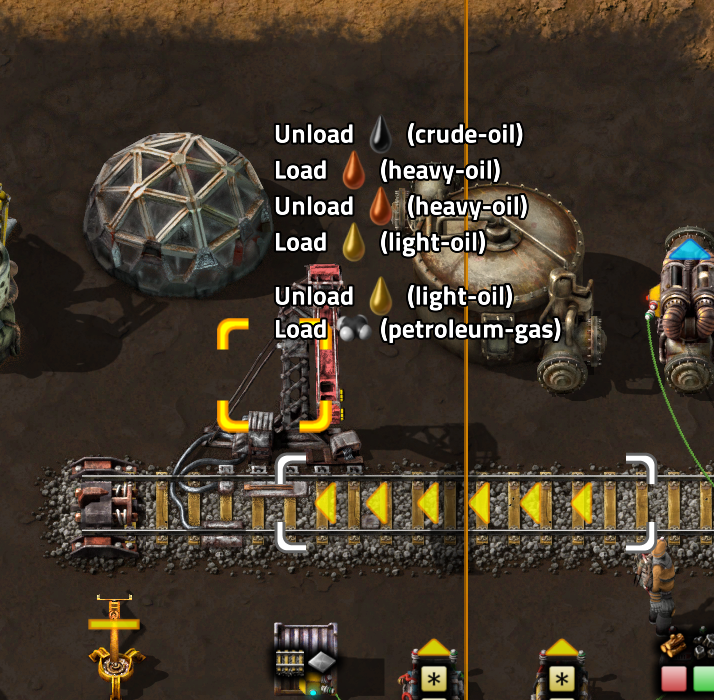 Unload (crude-oil)
Load (heavy-oil)
Unload (heavy-oil)
Load (light-oil)
Unload (light-oil)
Load (petroleum-gas)
* *